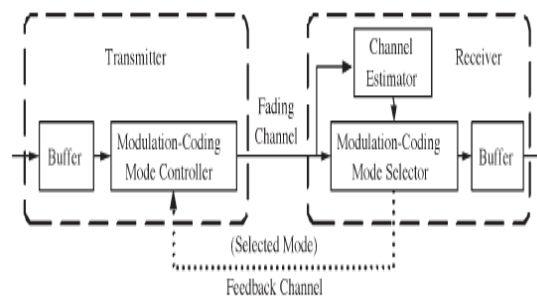 Transmitter
Buffer
Modulation-Coding
Mode Controller
Fading
Channel
Channel
Estimator
Receiver
Modulation-Coding
Mode Selector
Buffer
(Selected Mode)
Feedback Channel